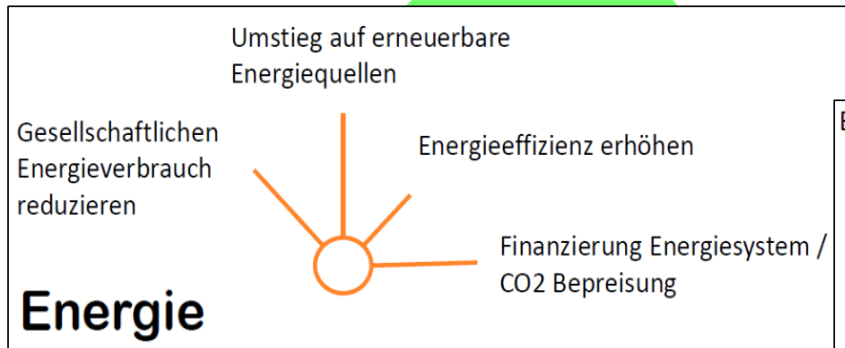 Umstieg auf erneuerbare
Energiequellen
Gesellschaftlichen
Energieverbrauch
reduzieren
Energieeffizienz erhöhen
Finanzierung Energiesystem /
CO2 Bepreisung
Energie